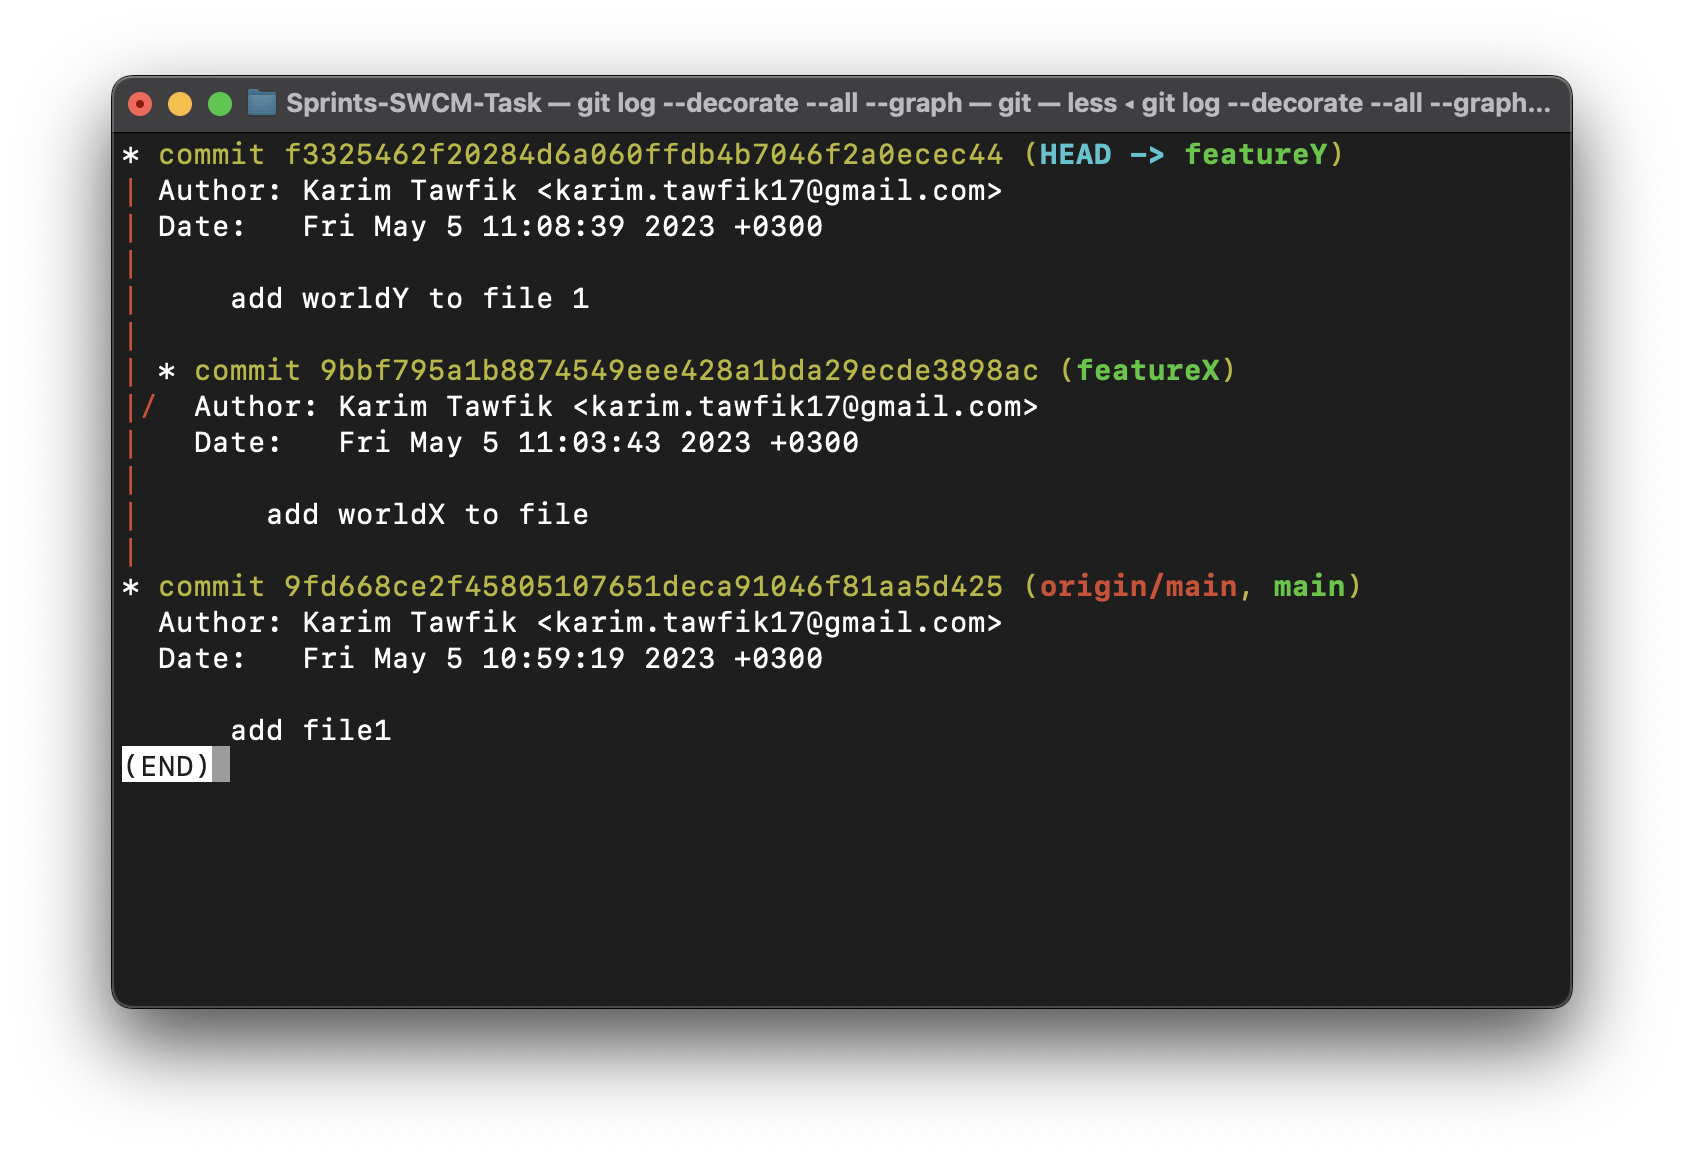 Sprints-SWCM-Task — git log --decorate --all --graph — git — less ◂ git log --decorate --all --graph...
* commit f3325462f20284d6a060ffdb4b7046f2a0ecec44 (HEAD -> featureY)
| Author: Karim Tawfik <karim.tawfik17@gmail.com>
| Date:   Fri May 5 11:08:39 2023 +0300
|
|     add worldY to file 1
|
| * commit 9bbf795a1b8874549eee428a1bda29ecde3898ac (featureX)
|/  Author: Karim Tawfik <karim.tawfik17@gmail.com>
|   Date:   Fri May 5 11:03:43 2023 +0300
|
|       add worldX to file
|
* commit 9fd668ce2f45805107651deca91046f81aa5d425 (origin/main, main)
  Author: Karim Tawfik <karim.tawfik17@gmail.com>
  Date:   Fri May 5 10:59:19 2023 +0300

      add file1
(END)